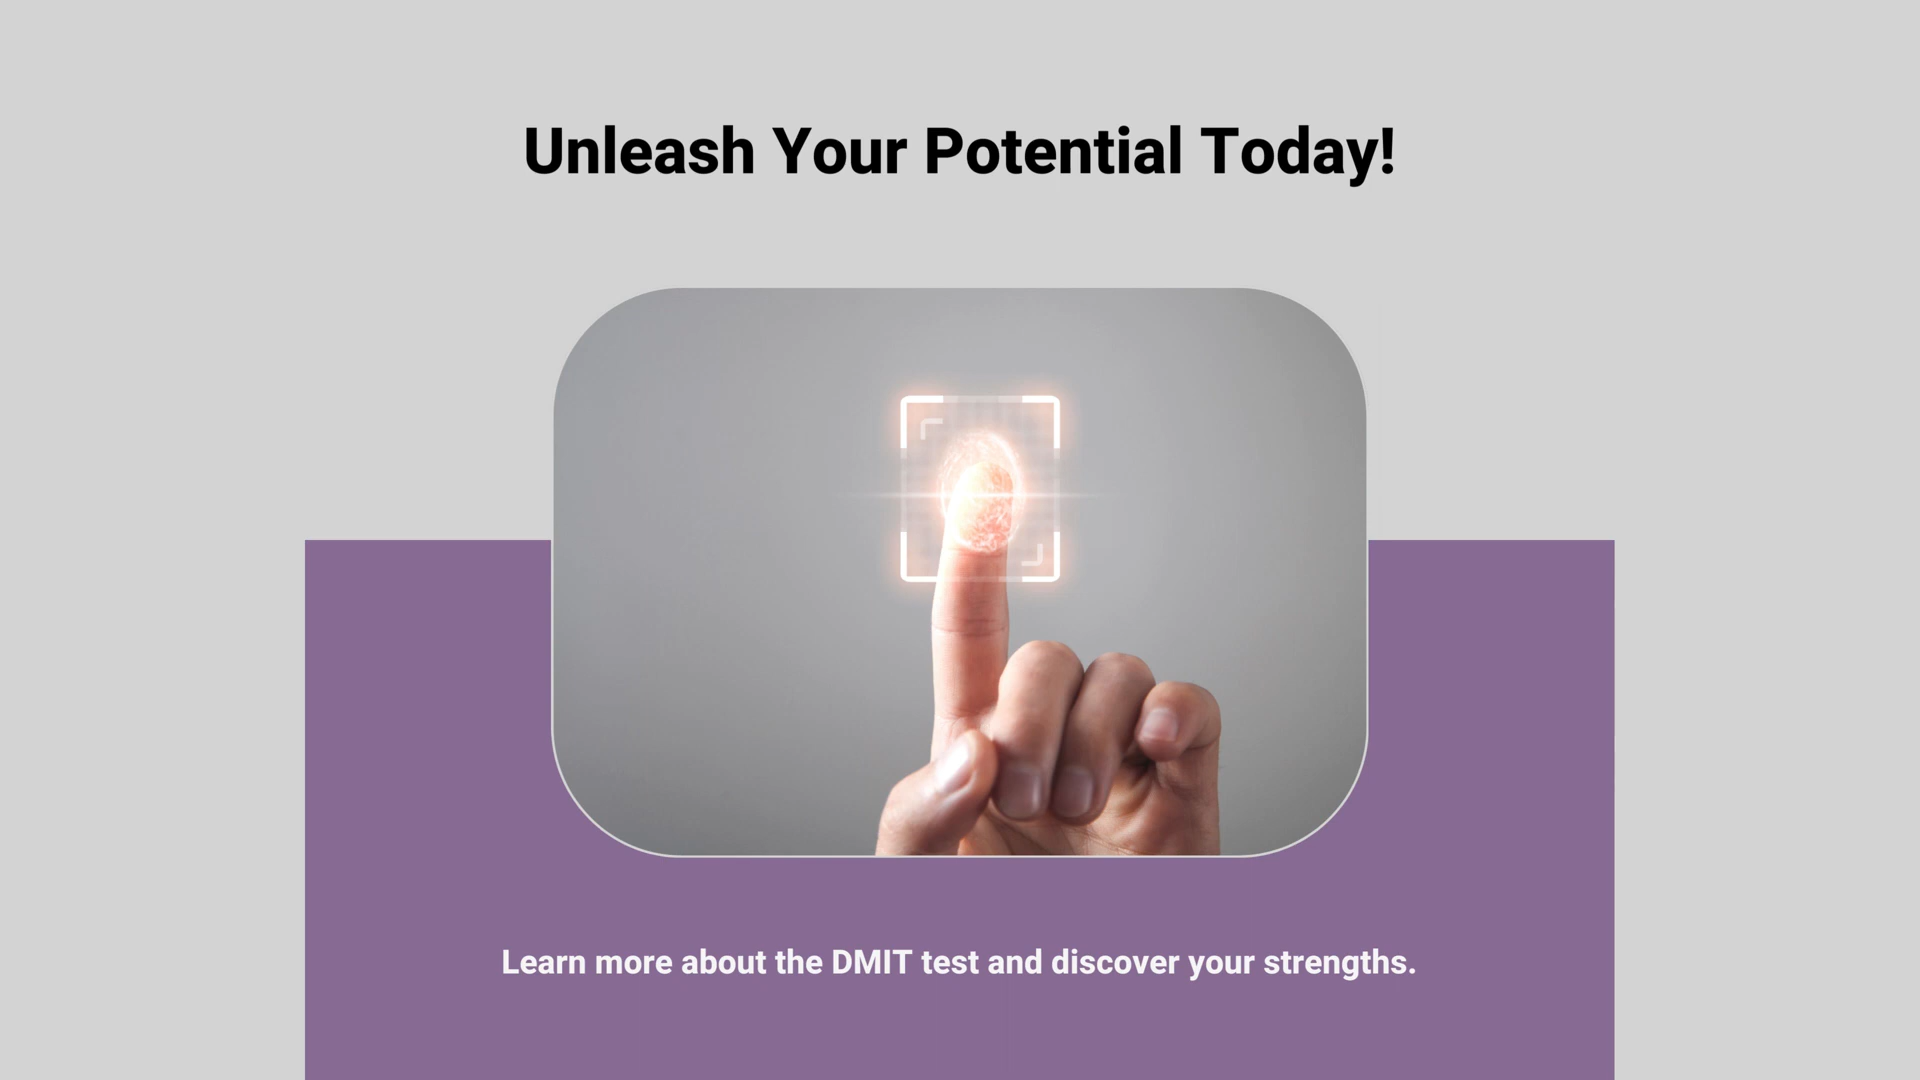 Unleash Your Potential Today!
Learn more about the DMIT test and discover your strengths.